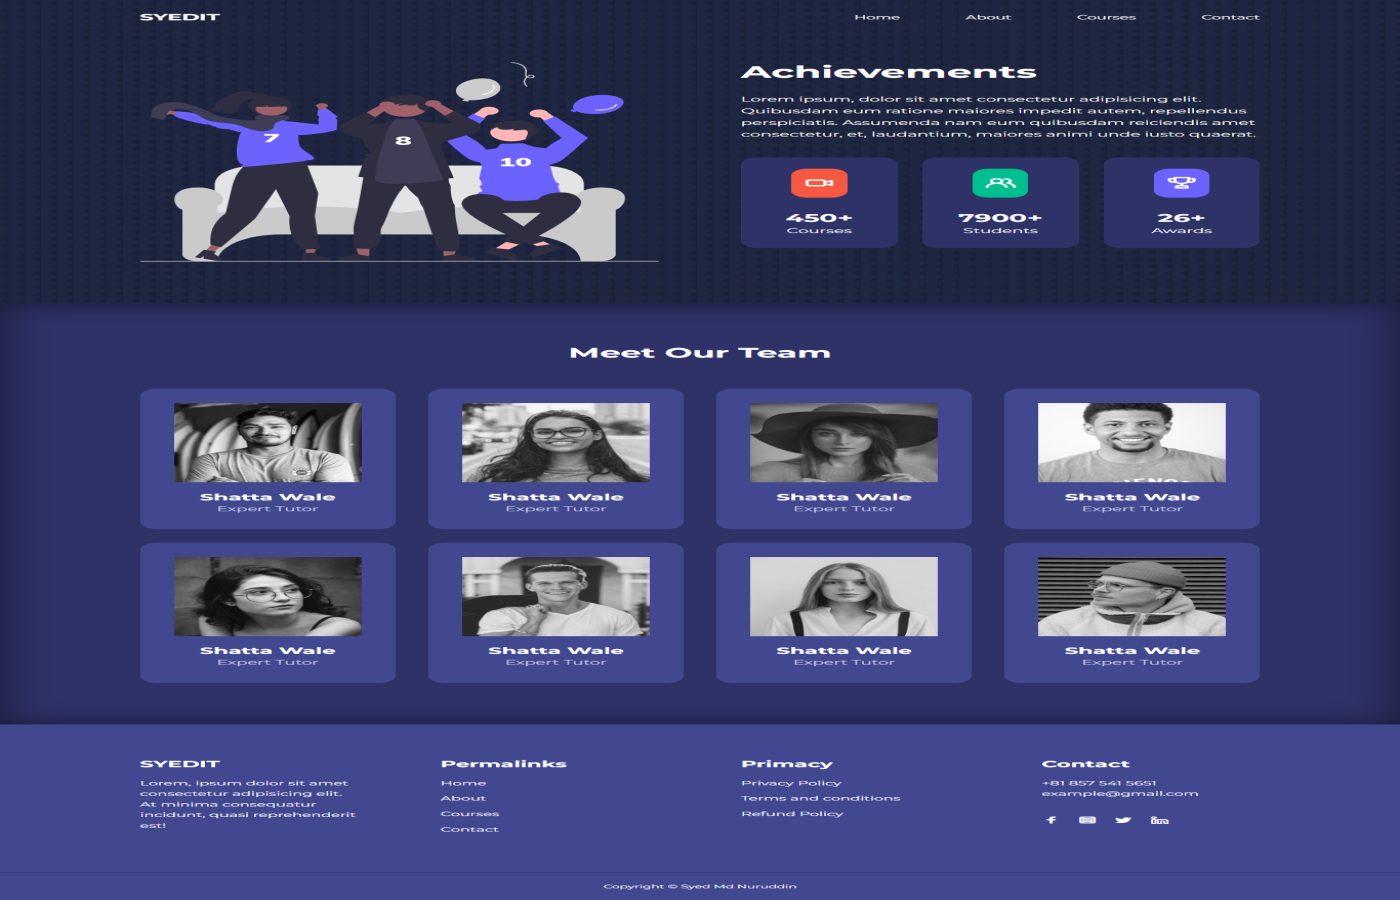 SYEDIT
Home
About
Courses
Contact
Achievements
Lorem ipsum, dolor sit amet consectetur adipisicing elit.
Quibusdam eum quibusdam ratione maiores impedit autem, repellendus
perspiciatis. Assumenda nam eum quibusdam reiciendis amet
consectetur, et, laudantium, maiores animi unde iusto quaerat.
7
8
10
450+
Courses
7900+
Students
26+
Awards
Meet Our Team
Shatta Wale
Expert Tutor
Shatta Wale
Expert Tutor
Shatta Wale
Expert Tutor
Shatta Wale
Expert Tutor
Shatta Wale
Expert Tutor
Shatta Wale
Expert Tutor
Shatta Wale
Expert Tutor
Shatta Wale
Expert Tutor
SYEDIT
Lorem, ipsum dolor sit amet
consectetur adipisicing elit.
At minima consequatur
incidunt, quasi reprehenderit
est!
Permalinks
Home
About
Courses
Contact
Primacy
Privacy Policy
Terms and conditions
Refund Policy
Contact
+81 857 541 5651
example@gmail.com
Copyright © Syed Md Nuruddin